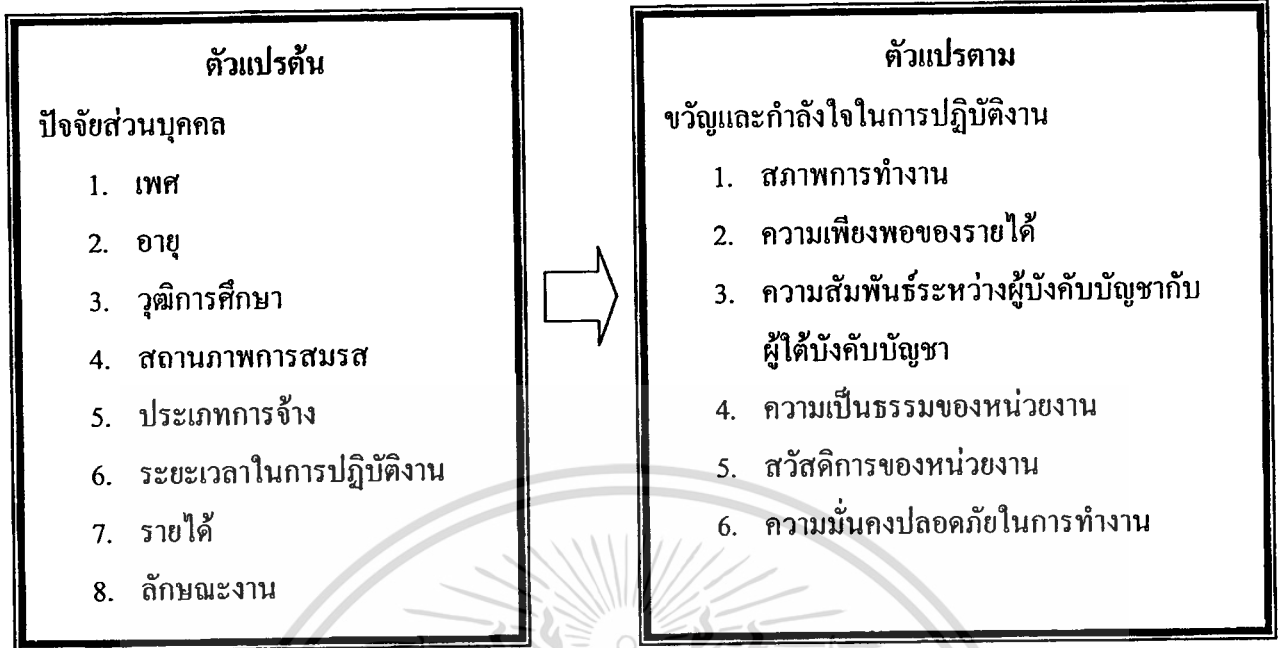 ตัวแปรต้น
ปัจจัยส่วนบุคคล
1. เพศ
2. อายุ
3. วุฒิการศึกษา
4. สถานภาพการสมรส
5. ประเภทการจ้าง
6. ระยะเวลาในการปฏิบัติงาน
7. รายได้
8. ลักษณะงาน
ตัวแปรตาม
ขวัญและกำลังใจในการปฏิบัติงาน
1. สภาพการทำงาน
2. ความเพียงพอของรายได้
3. ความสัมพันธ์ระหว่างผู้บังคับบัญชากับ
ผู้ใต้บังคับบัญชา
4. ความเป็นธรรมของหน่วยงาน
5. สวัสดิการของหน่วยงาน
6. ความมั่นคงปลอดภัยในการทำงาน